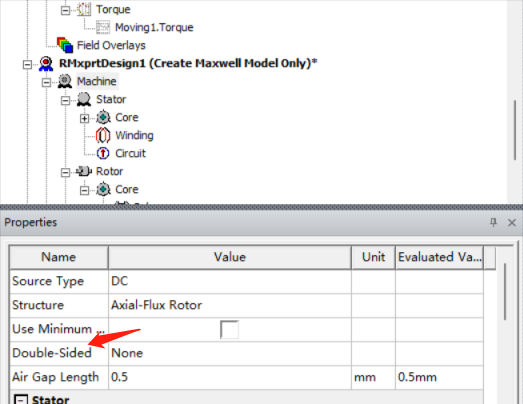 Torque
Moving1.Torque
Field Overlays
RMxprtDesign1 (Create Maxwell Model Only)*
Machine
Stator
Core
Winding
Circuit
Rotor
Core
Properties
Name Value Unit Evaluated Va...
Source Type DC
Structure Axial-Flux Rotor
Use Minimum ...
Double-Sided None
Air Gap Length 0.5 mm 0.5mm
Stator